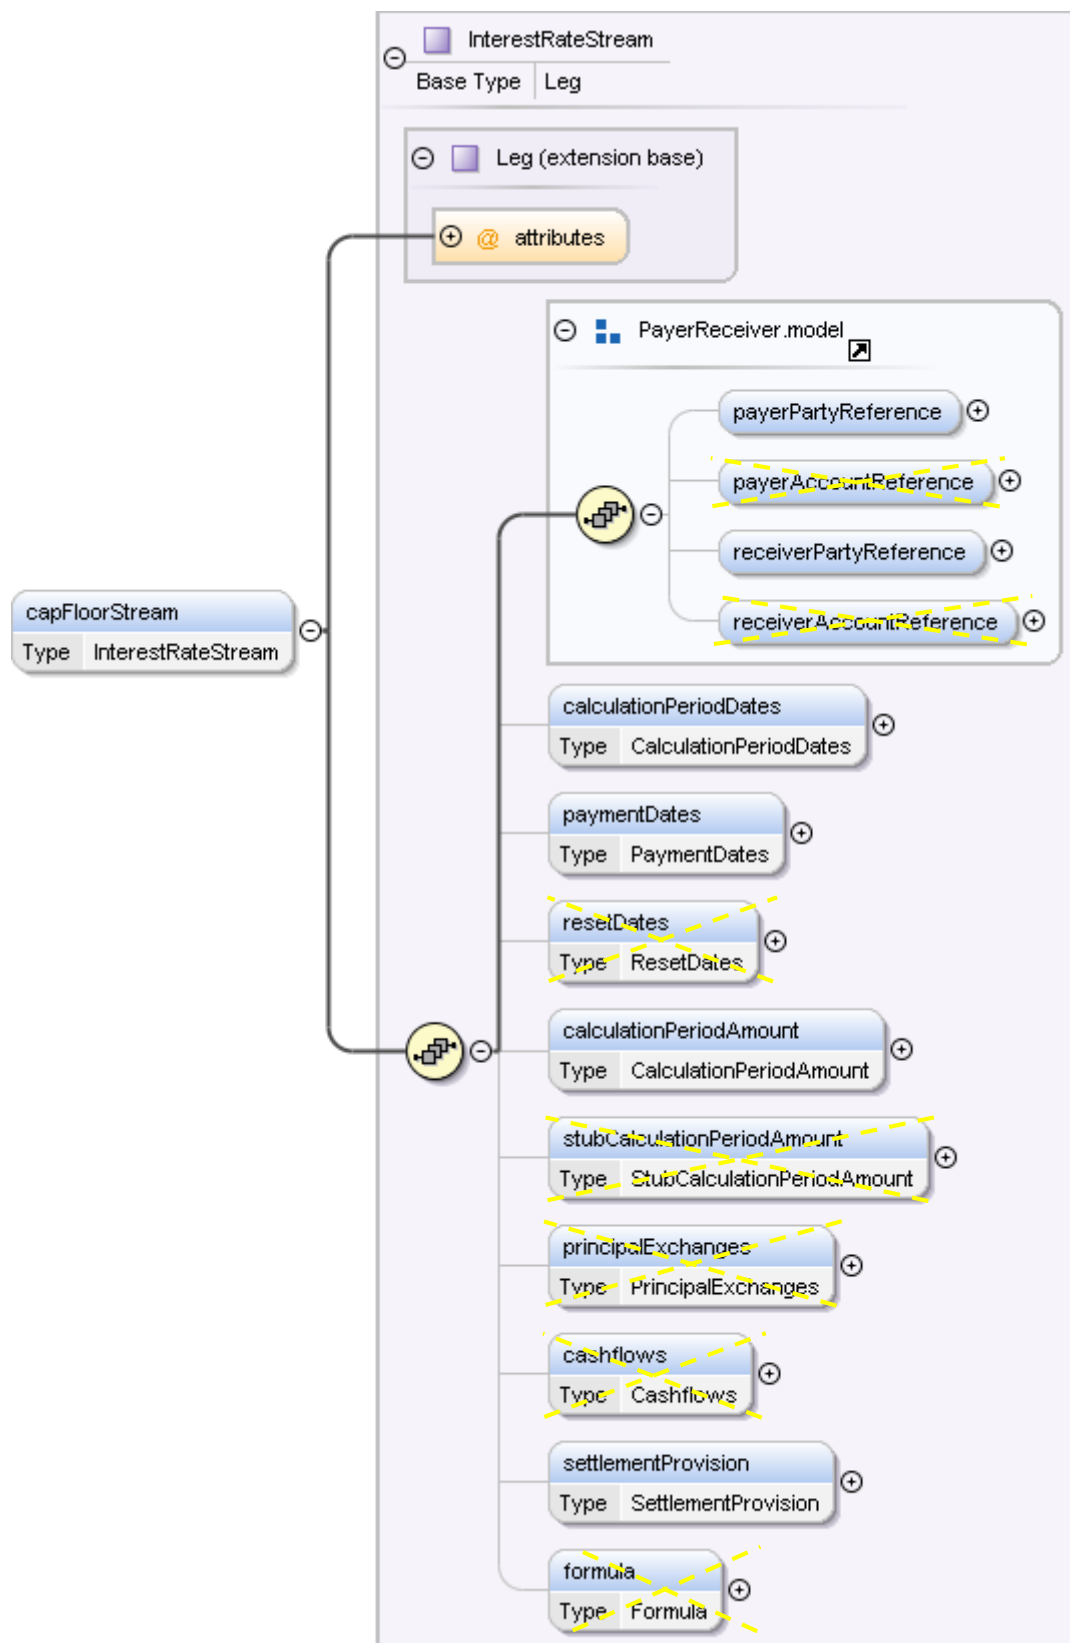 InterestRateStream
Base Type Leg
Leg (extension base)
@ attributes
PayerReceiver.model
payerPartyReference
payerAccountReference
receiverPartyReference
receiverAccountReference
capFloorStream
Type InterestRateStream
calculationPeriodDates
Type CalculationPeriodDates
paymentDates
Type PaymentDates
resetDates
Type ResetDates
calculationPeriodAmount
Type CalculationPeriodAmount
stubCalculationPeriodAmount
Type StubCalculationPeriodAmount
principalExchanges
Type PrincipalExchanges
cashflows
Type Cashflows
settlementProvision
Type SettlementProvision
formula
Type Formula